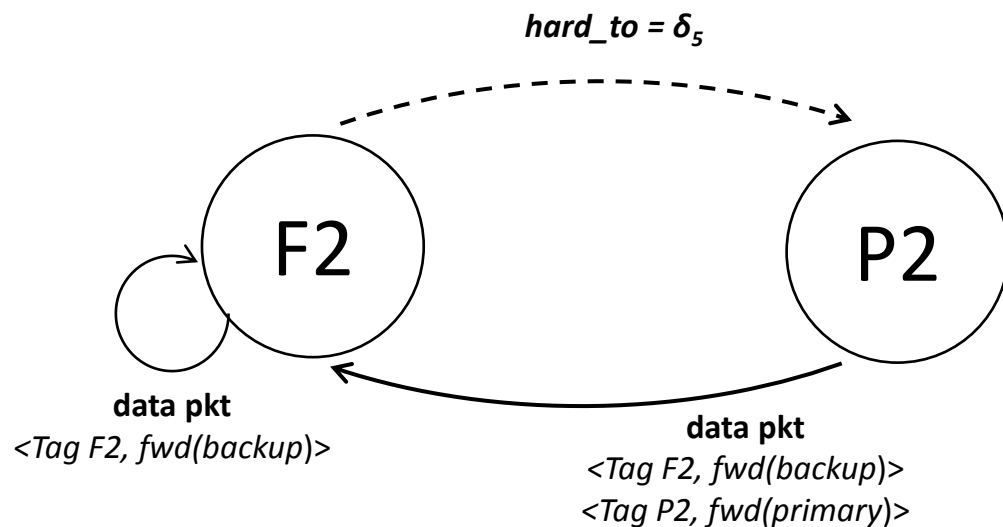 hard_to = δ₅
F2
P2
data pkt
<Tag F2, fwd(backup)>
data pkt
<Tag F2, fwd(backup)>
<Tag P2, fwd(primary)>